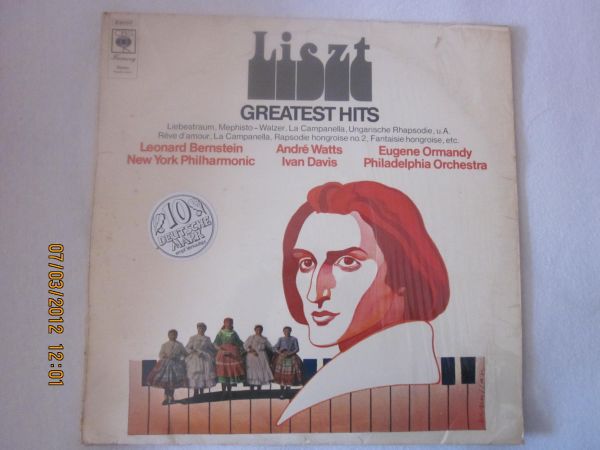 CBS
Harmony
Liszt
GREATEST HITS
Liebestraum, Mephisto-Walzer, La Campanella, Ungarische Rhapsodie, u.A.
Rêve d'amour, La Campanella, Rapsodie hongroise no. 2, Fantaisie hongroise, etc.
Leonard Bernstein André Watts Eugene Ormandy
New York Philharmonic Ivan Davis Philadelphia Orchestra
10
DEUTSCHE
MARK
07/03/2012 12:01